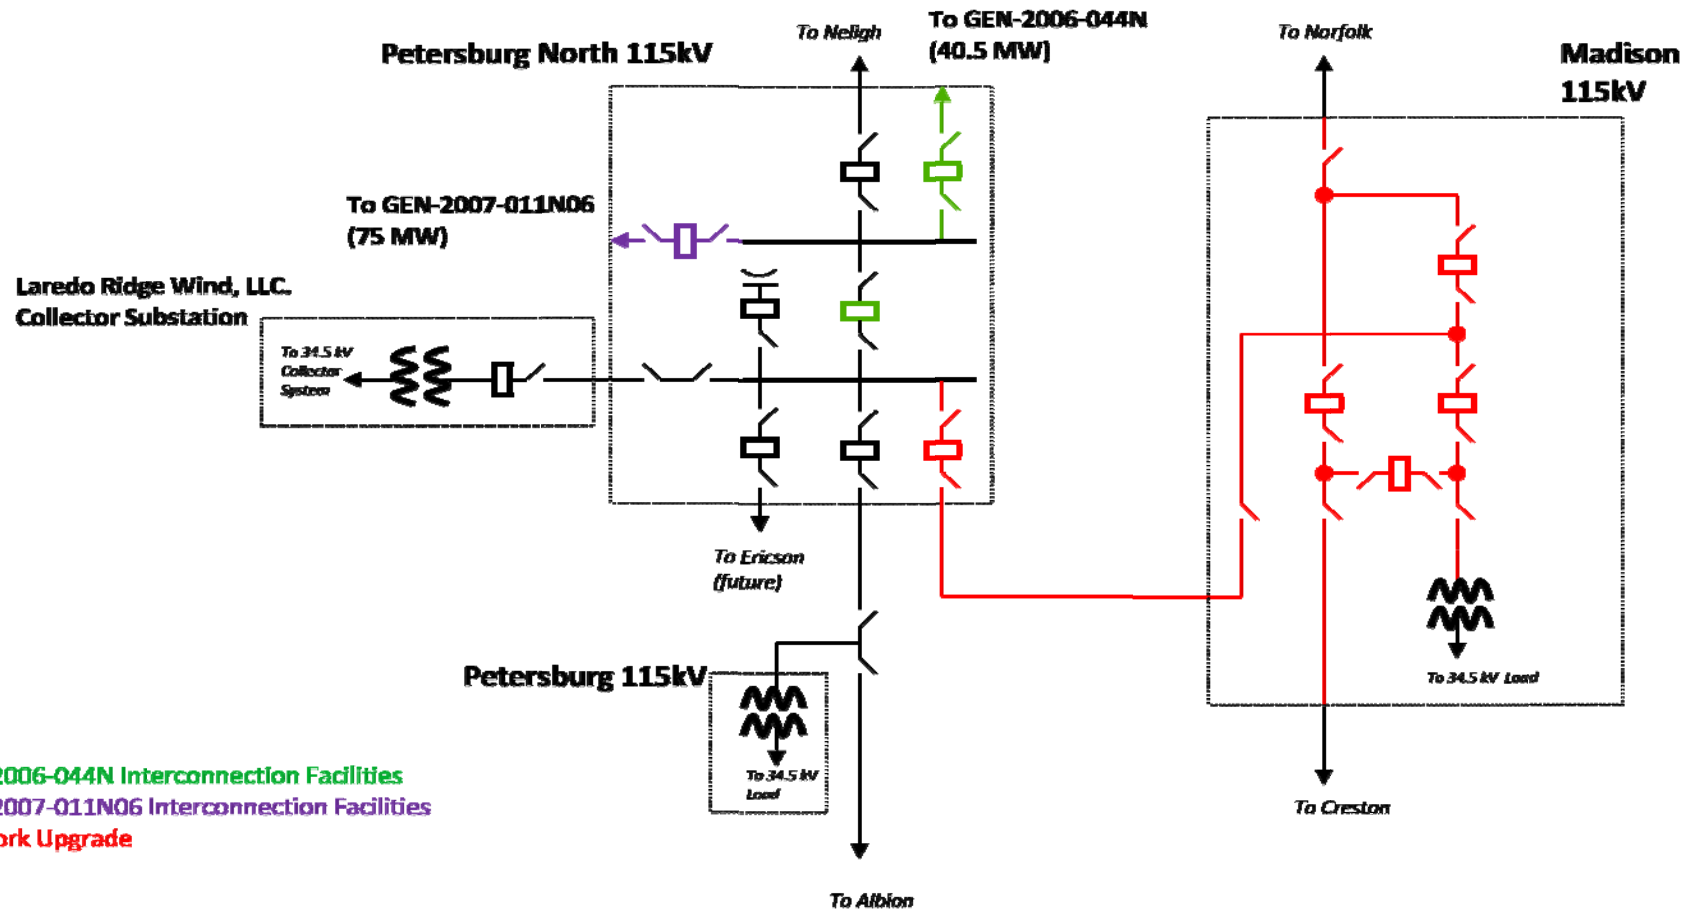 To Neligh
To GEN-2006-044N
(40.5 MW)
Petersburg North 115kV
To Norfolk
Madison
115kV
To GEN-2007-011N06
(75 MW)
Laredo Ridge Wind, LLC.
Collector Substation
To 34.5 kV
Collector
System
To Ericson
(future)
Petersburg 115kV
To 34.5 kV Load
To 34.5 kV
Load
2006-044N Interconnection Facilities
2007-011N06 Interconnection Facilities
ork Upgrade
To Creston
To Albion